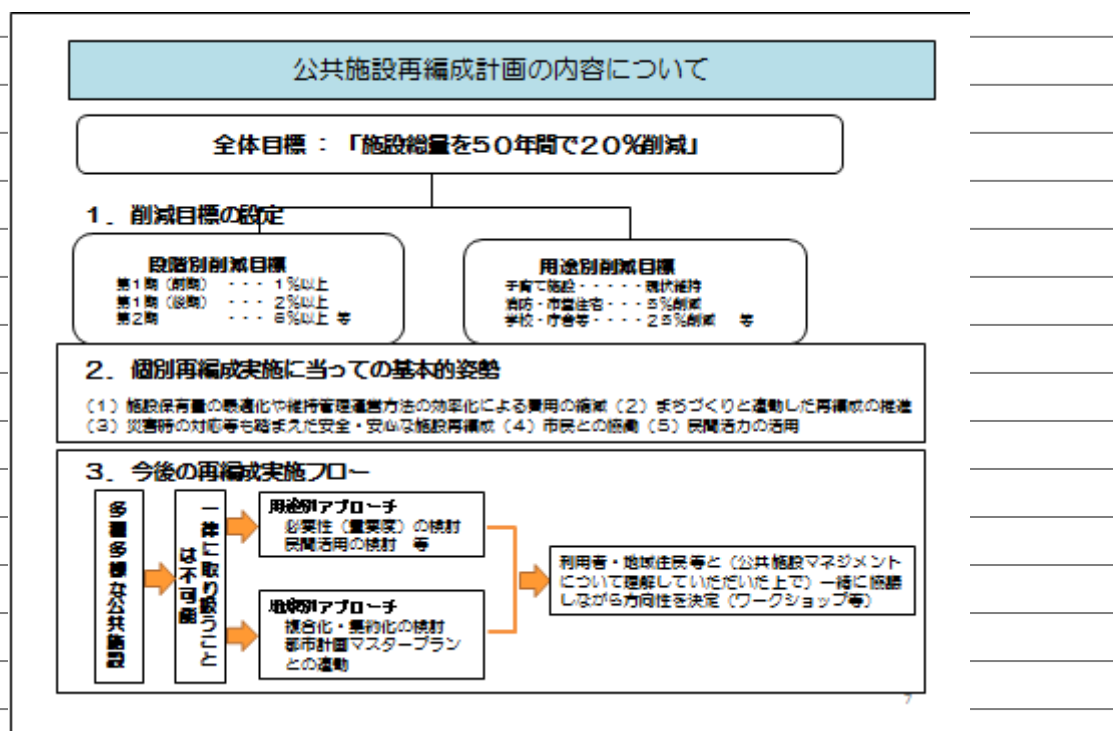 公共施設再編成計画の内容について
全体目標：「施設総量を50年間で20%削減」
1．削減目標の設定
段階別削減目標
第1期（前期） ・・・ 1%以上
第1期（後期） ・・・ 2%以上
第2期 ・・・ 6%以上 等
用途別削減目標
子育て施設・・・・・現状維持
消防・市営住宅・・・5%削減
学校・庁舎等・・・・25%削減 等
2．個別再編成実施に当っての基本的姿勢
（1）施設保有量の最適化や維持管理運営方法の効率化による費用の縮減（2）まちづくりと連動した再編成の推進
（3）災害時の対応等も踏まえた安全・安心な施設再編成（4）市民との協働（5）民間活力の活用
3．今後の再編成実施フロー
多種多様な公共施設
一律に取り扱うこと
は不可能
用途別アプローチ
必要性（重要度）の検討
民間活用の検討 等
地域別アプローチ
複合化・集約化の検討
都市計画マスタープラン
との連動
利用者・地域住民等と（公共施設マネジメント
について理解していただいた上で）一緒に協議
しながら方向性を決定（ワークショップ等）
7